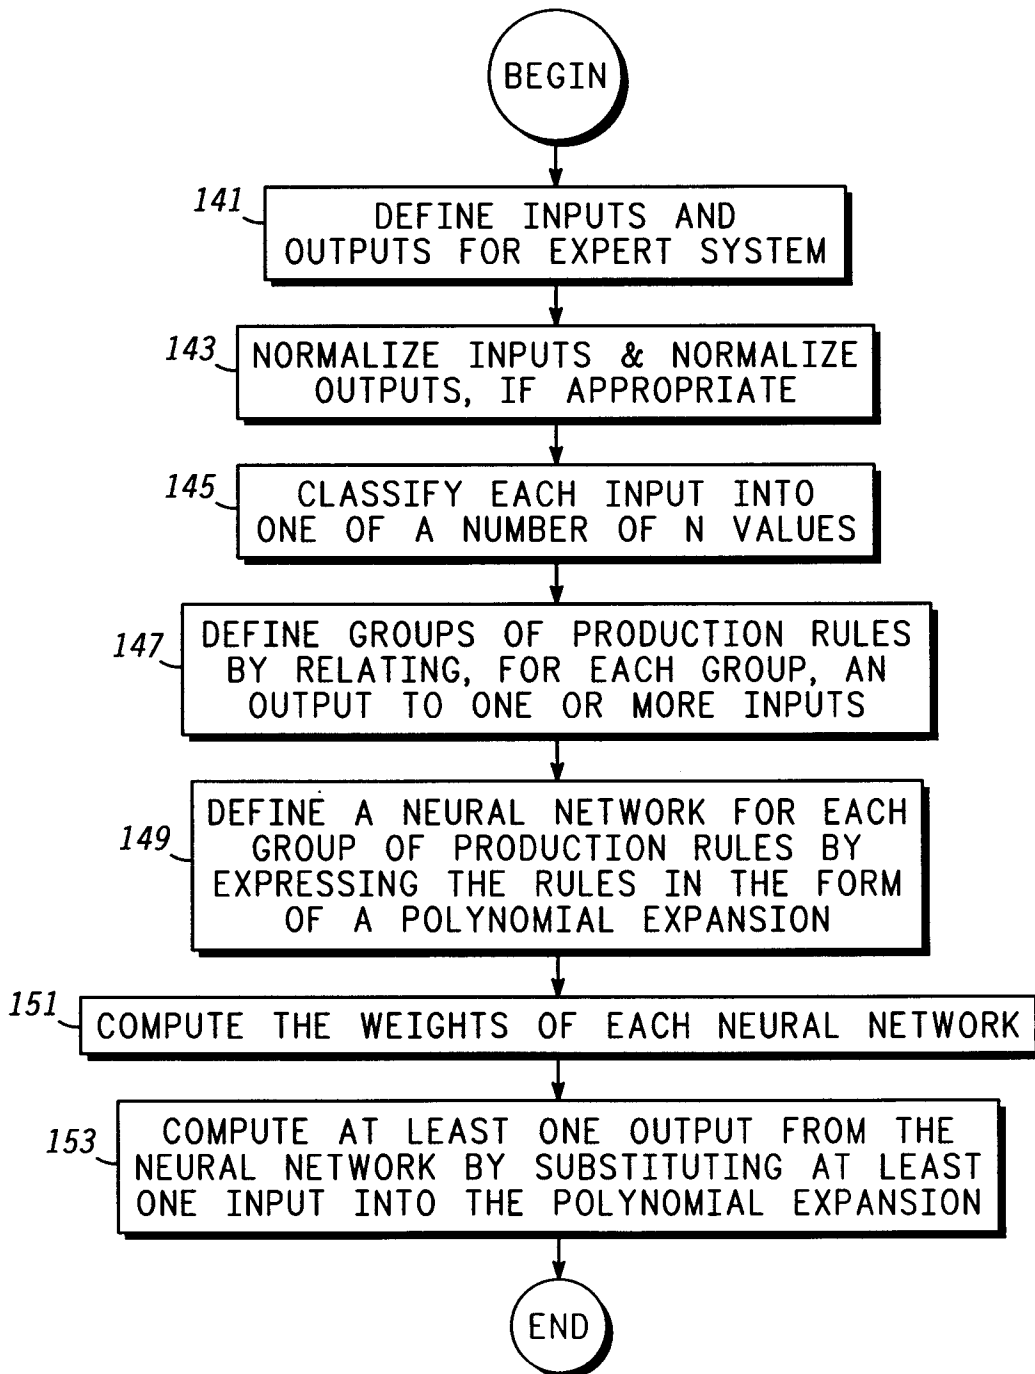 BEGIN
141
DEFINE INPUTS AND
OUTPUTS FOR EXPERT SYSTEM
143
NORMALIZE INPUTS & NORMALIZE
OUTPUTS, IF APPROPRIATE
145
CLASSIFY EACH INPUT INTO
ONE OF A NUMBER OF N VALUES
147
DEFINE GROUPS OF PRODUCTION RULES
BY RELATING, FOR EACH GROUP, AN
OUTPUT TO ONE OR MORE INPUTS
149
DEFINE A NEURAL NETWORK FOR EACH
GROUP OF PRODUCTION RULES BY
EXPRESSING THE RULES IN THE FORM
OF A POLYNOMIAL EXPANSION
151
COMPUTE THE WEIGHTS OF EACH NEURAL NETWORK
153
COMPUTE AT LEAST ONE OUTPUT FROM THE
NEURAL NETWORK BY SUBSTITUTING AT LEAST
ONE INPUT INTO THE POLYNOMIAL EXPANSION
END